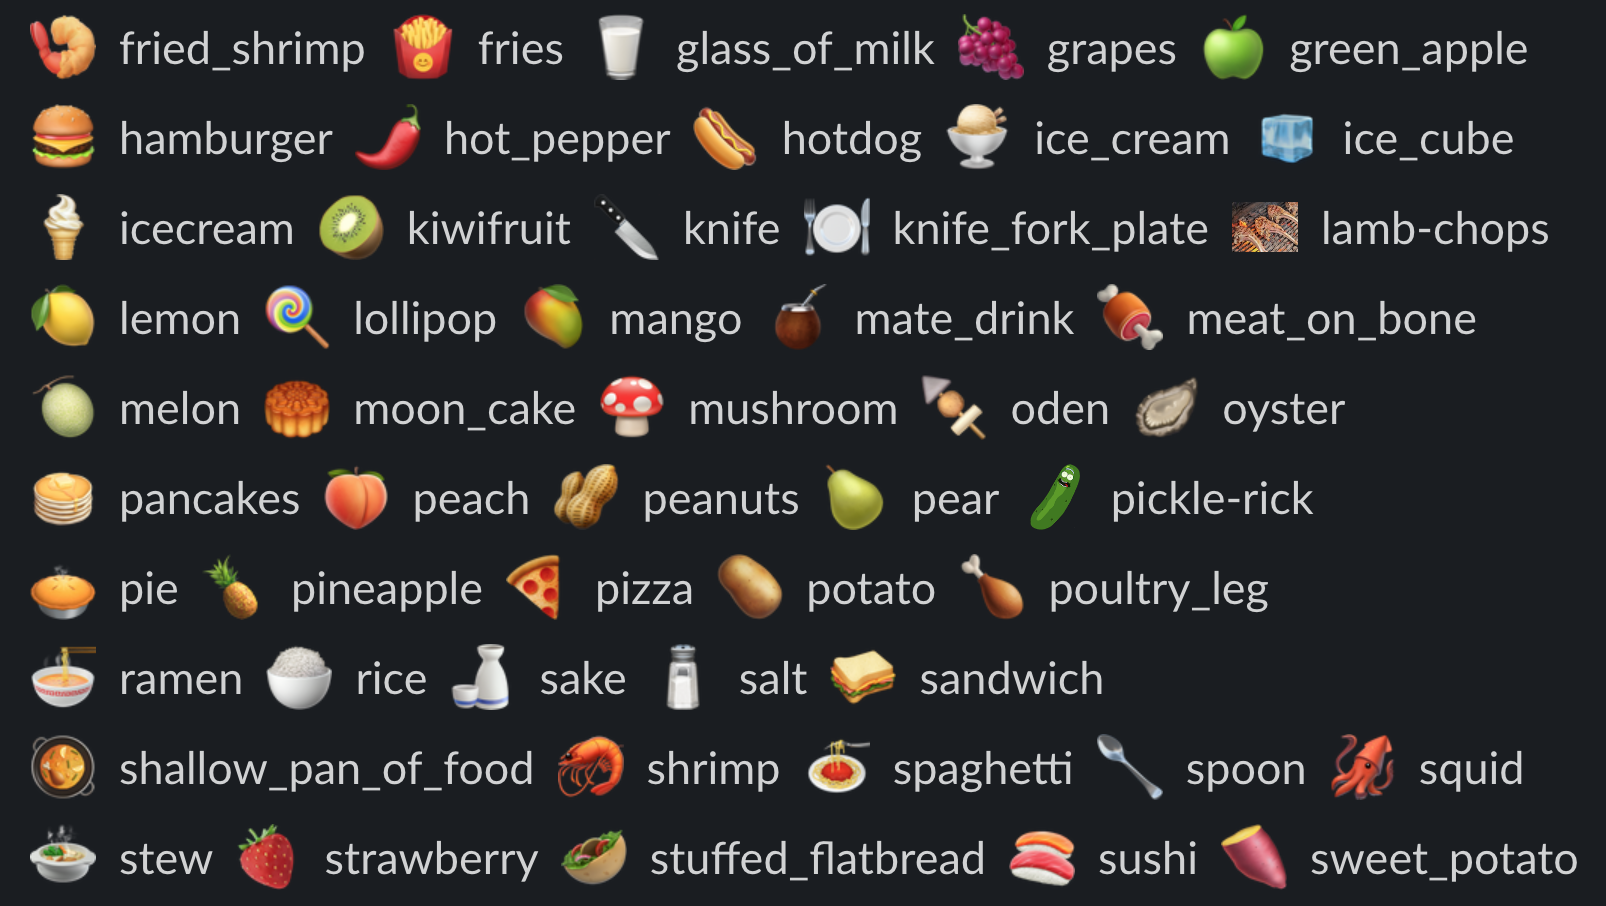 fried_shrimp fries glass_of_milk grapes green_apple
hamburger hot_pepper hotdog ice_cream ice_cube
icecream kiwifruit knife knife_fork_plate lamb-chops
lemon lollipop mango mate_drink meat_on_bone
melon moon_cake mushroom oden oyster
pancakes peach peanuts pear pickle-rick
pie pineapple pizza potato poultry_leg
ramen rice sake salt sandwich
shallow_pan_of_food shrimp spaghetti spoon squid
stew strawberry stuffed_flatbread sushi sweet_potato